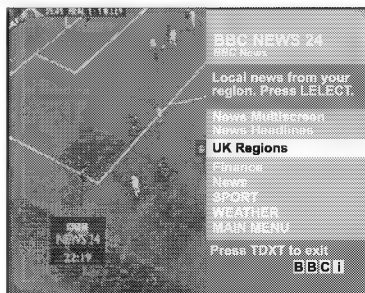 BBC NEWS 24
BBC News
Local news from your
region. Press LELECT.
News Multiscreen
News Headlines
UK Regions
Finance
News
SPORT
WEATHER
MAIN MENU
Press TDXT to exit
BBCi
NEWS 24
22:19